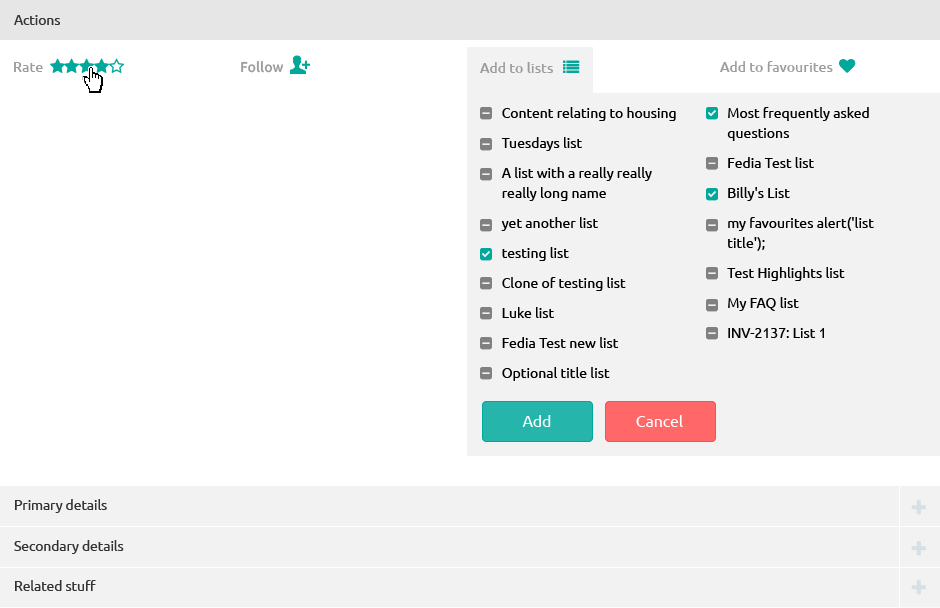 Actions
Rate
Follow
Add to lists
Add to favourites
Content relating to housing
Tuesdays list
A list with a really really
really long name
yet another list
testing list
Clone of testing list
Luke list
Fedia Test new list
Optional title list
Most frequently asked
questions
Fedia Test list
Billy's List
my favourites alert('list
title');
Test Highlights list
My FAQ list
INV-2137: List 1
Add
Cancel
Primary details
Secondary details
Related stuff